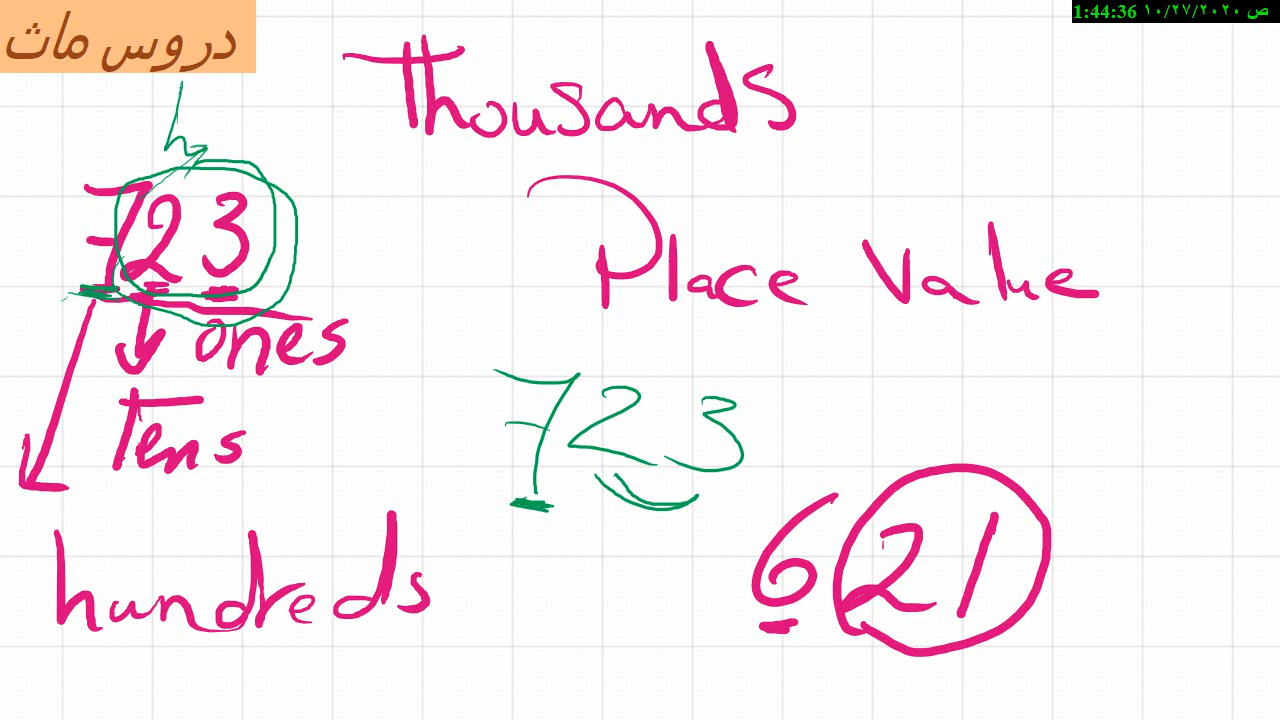 دروس ماث
1:44:36 ١٠/٢٧/٢٠٢٠ ص
Thousands
723
Place Value
ones
Tens
723
hundreds
621